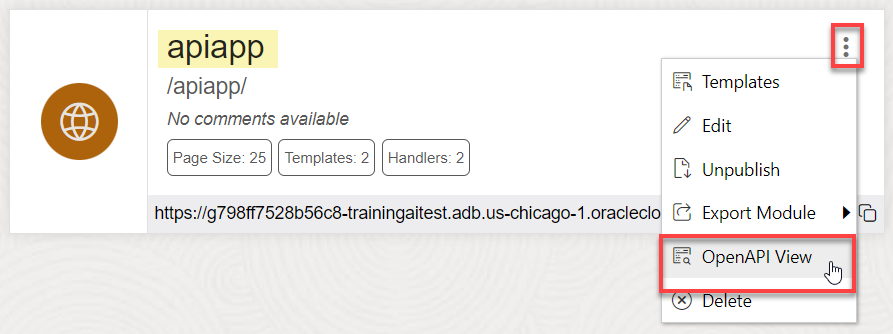 apiapp
/apiapp/
No comments available
Page Size: 25 Templates: 2 Handlers: 2
https://g798ff7528b56c8-trainingaitest.adb.us-chicago-1.oracleclo
Templates
Edit
Unpublish
Export Module
OpenAPI View
Delete